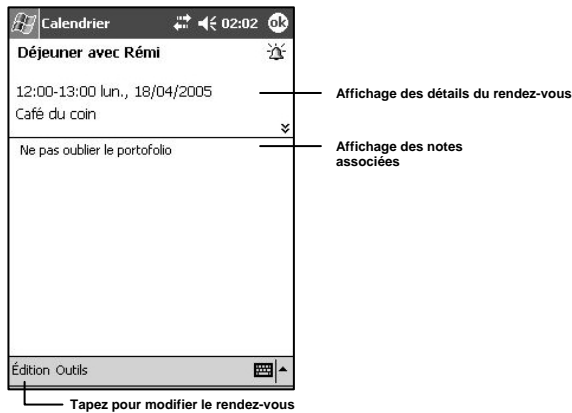 Calendrier 02:02 ok
Déjeuner avec Rémi
12:00-13:00 lun., 18/04/2005
Affichage des détails du rendez-vous
Café du coin
Affichage des notes
associées
Ne pas oublier le portofolio
Édition Outils
Tapez pour modifier le rendez-vous